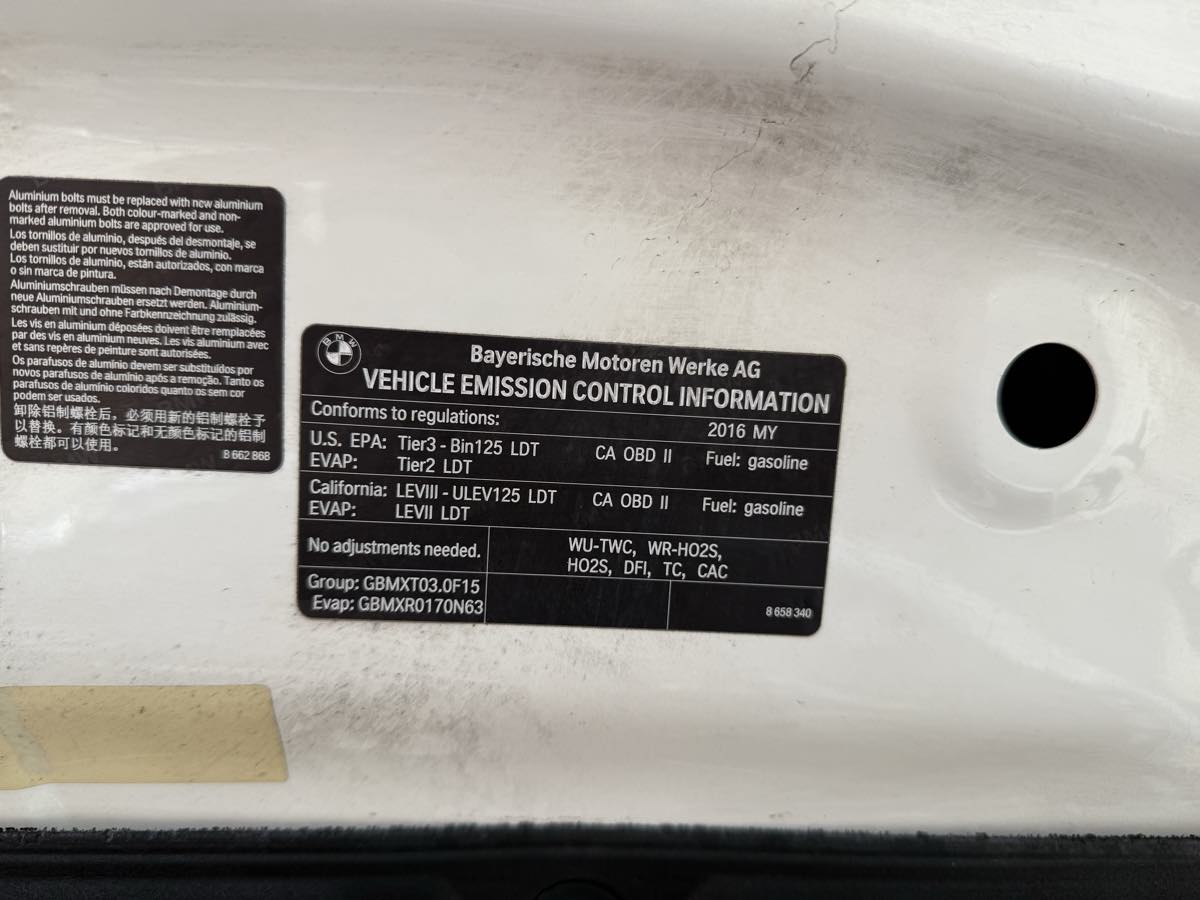 Aluminium bolts must be replaced with new aluminium
bolts after removal. Both colour-marked and non-
marked aluminium bolts are approved for use.
Los tornillos de aluminio, después del desmontaje, se
deben sustituir por nuevos tornillos de aluminio.
Los tornillos de aluminio, están autorizados, con marca
o sin marca de pintura.
Aluminiumschrauben müssen nach Demontage durch
neue Aluminiumschrauben ersetzt werden. Aluminium-
schrauben mit und ohne Farbkennzeichnung zulässig.
Les vis en aluminium déposées doivent être remplacées
par des vis en aluminium neuves. Les vis aluminium avec
et sans repères de peinture sont autorisées.
Os parafusos de alumínio devem ser substituídos por
novos parafusos de alumínio após a remoção. Tanto os
parafusos de alumínio coloridos quanto os sem cor
podem ser usados.
卸除铝制螺栓后，必须用新的铝制螺栓予
以替换。有颜色标记和无颜色标记的铝制
螺栓都可以使用。
8 662 868
BMW
Bayerische Motoren Werke AG
VEHICLE EMISSION CONTROL INFORMATION
Conforms to regulations: 2016 MY
U.S. EPA: Tier3 - Bin125 LDT CA OBD II Fuel: gasoline
EVAP: Tier2 LDT
California: LEVIII - ULEV125 LDT CA OBD II Fuel: gasoline
EVAP: LEVII LDT
No adjustments needed.
WU-TWC, WR-HO2S,
HO2S, DFI, TC, CAC
Group: GBMXT03.0F15
Evap: GBMXR0170N63
8 658 340